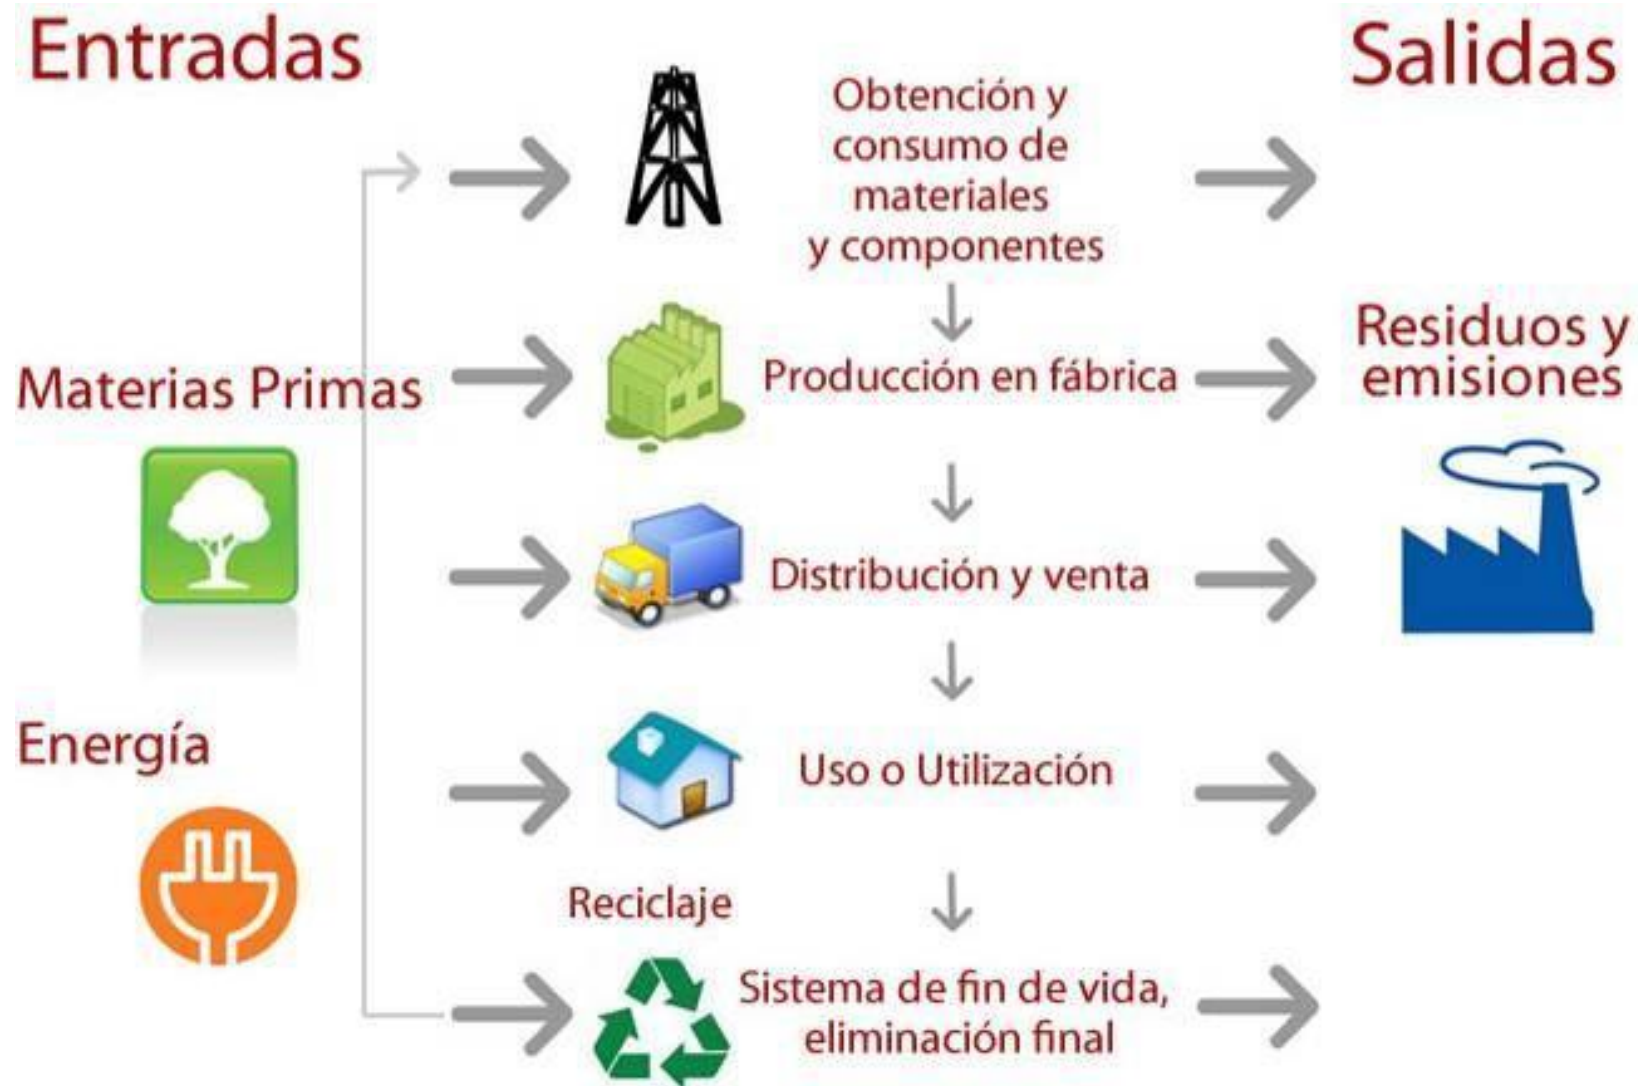 Entradas
Salidas
Obtención y
consumo de
materiales
y componentes
Materias Primas
Producción en fábrica
Residuos y
emisiones
Distribución y venta
Energía
Uso o Utilización
Reciclaje
Sistema de fin de vida,
eliminación final